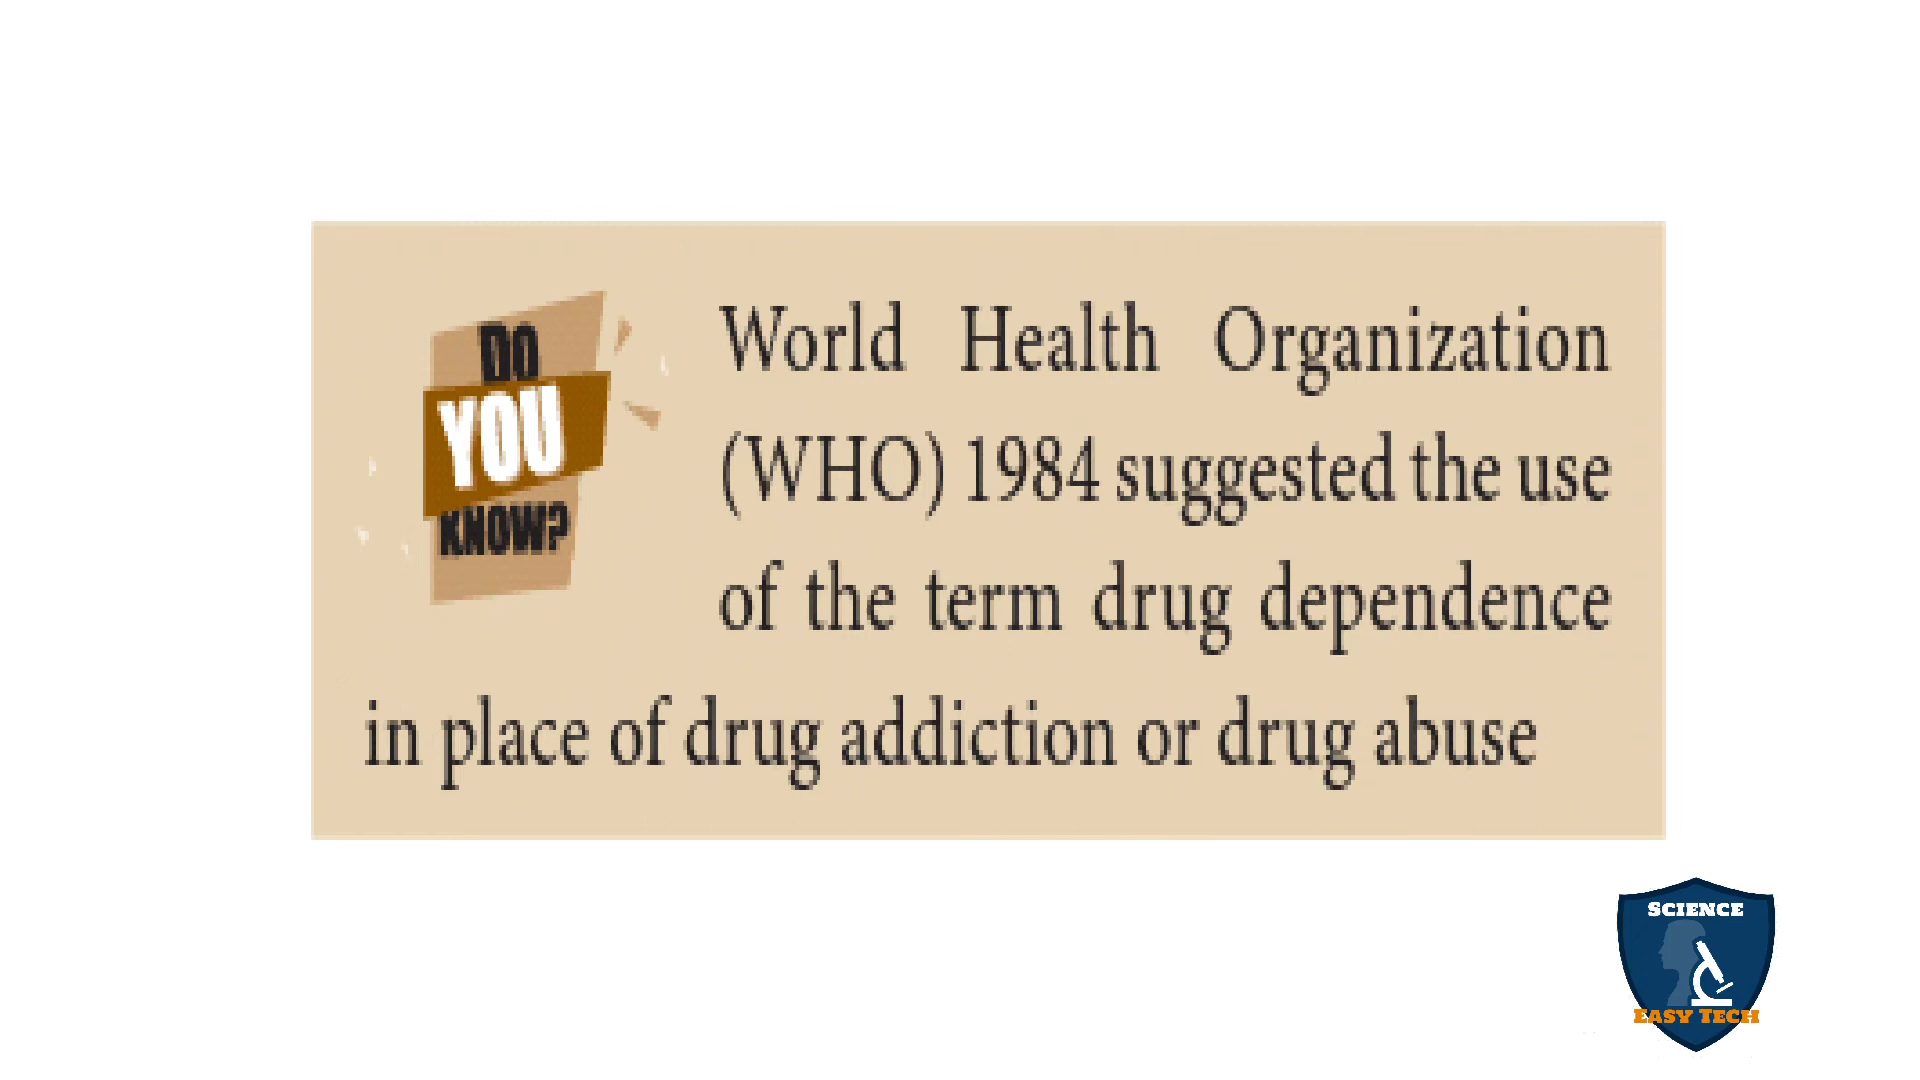 DO
YOU
KNOW?
World Health Organization
(WHO) 1984 suggested the use
of the term drug dependence
in place of drug addiction or drug abuse
SCIENCE
EASY TECH